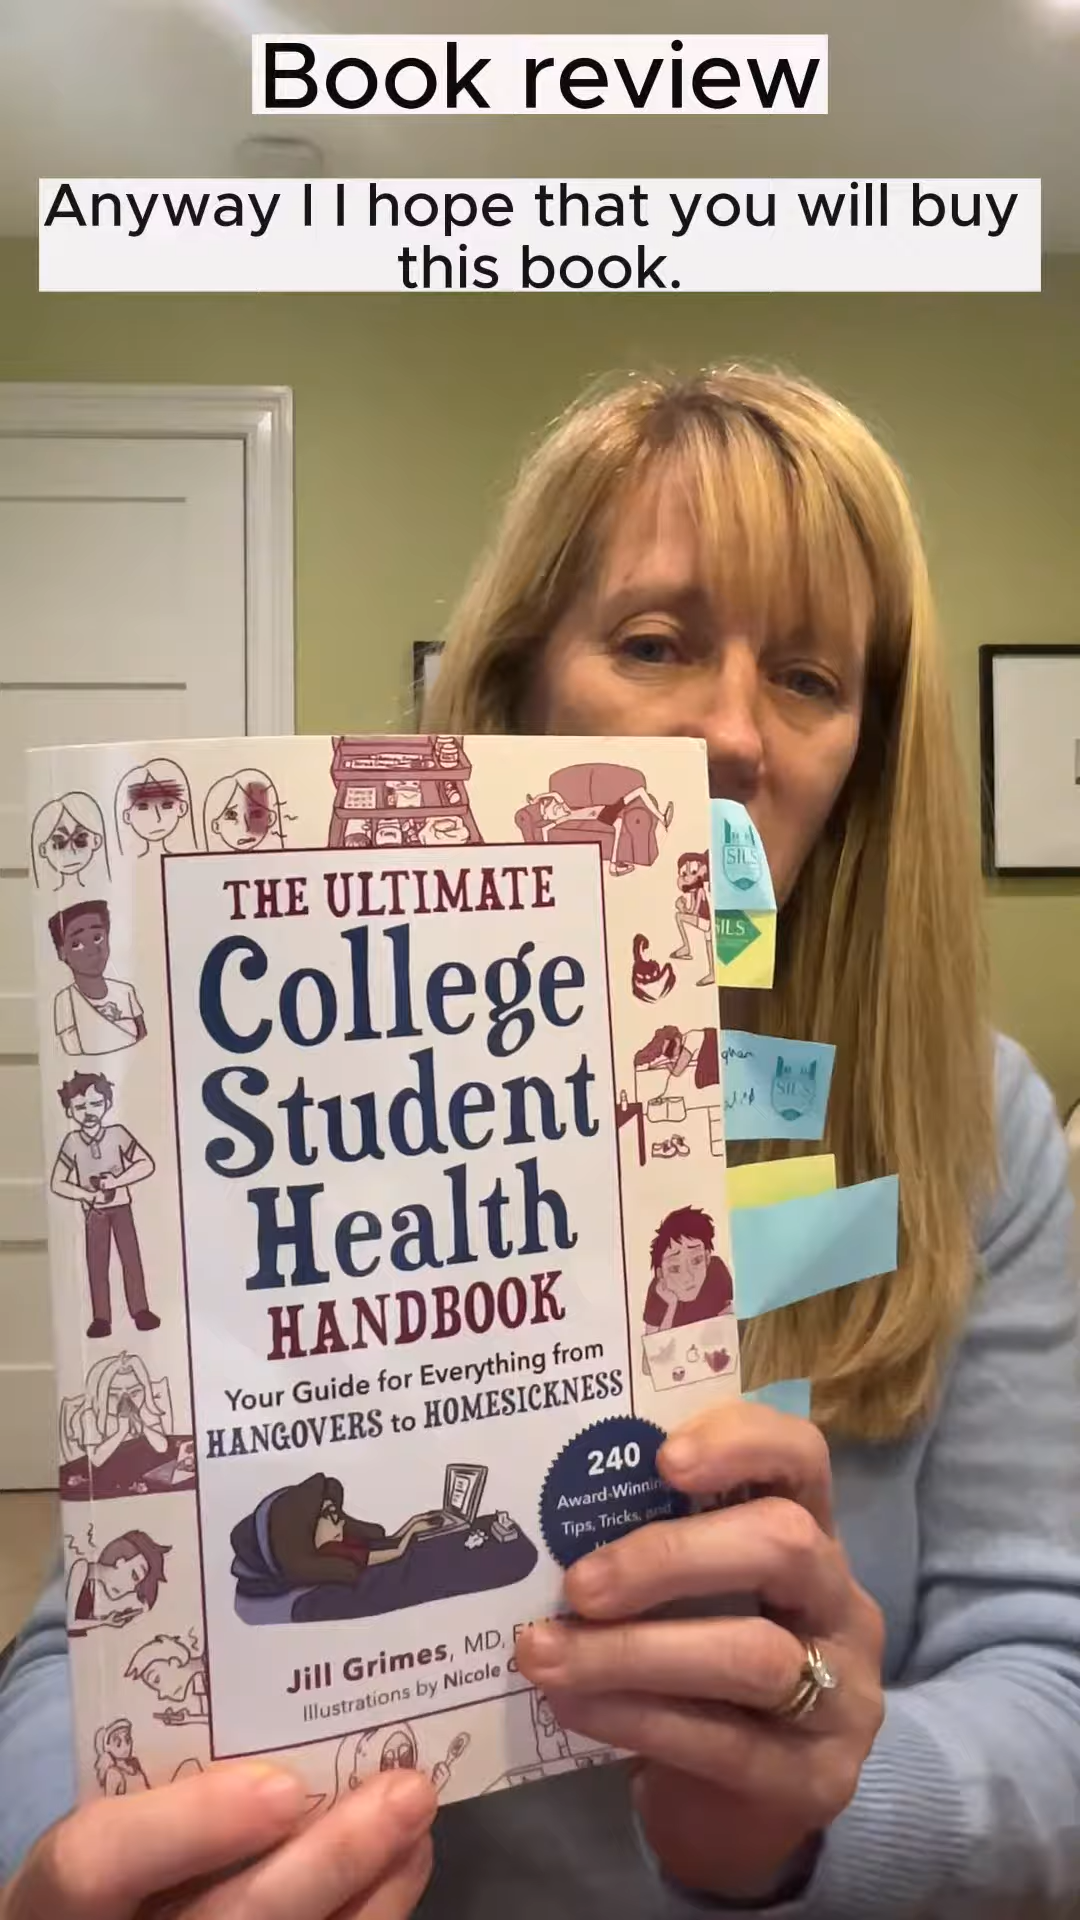 Book review
Anyway I I hope that you will buy
this book.
THE ULTIMATE
College
Student
Health
HANDBOOK
Your Guide for Everything from
HANGOVERS to HOMESICKNESS
240
Award-Winning
Tips, Tricks, and
Jill Grimes, MD,
Illustrations by Nicole
SILS
SILS
SILS